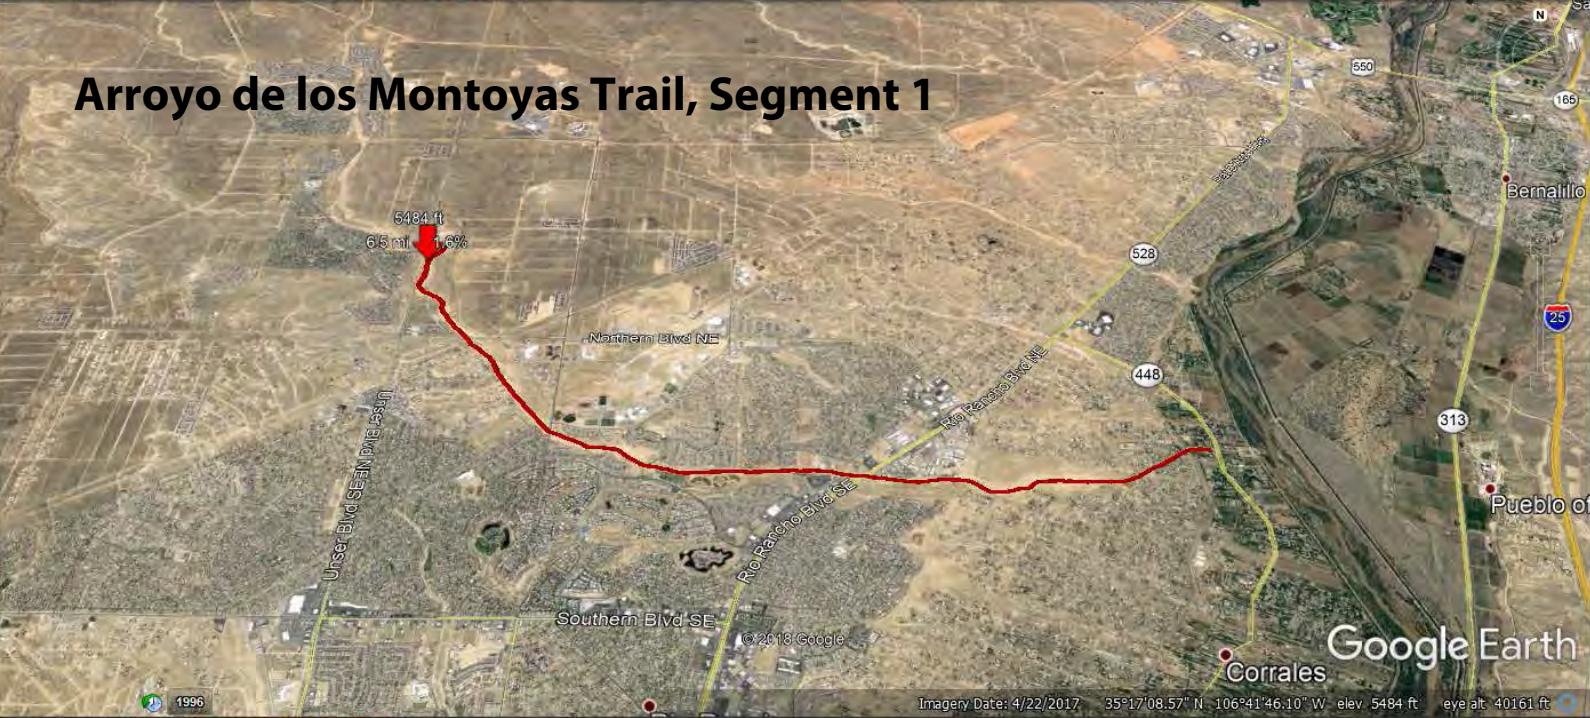 N
550
Arroyo de los Montoyas Trail, Segment 1
165
Bernalillo
5484 ft
6.5 mi 1.6%
528
25
Northern Blvd NE
Rio Rancho Blvd NE
448
Unser Blvd NE
313
Unser Blvd SE
Rio Rancho Blvd SE
Pueblo of
Southern Blvd SE
© 2018 Google
Google Earth
Corrales
1996
Imagery Date: 4/22/2017 35°17'08.57" N 106°41'46.10" W elev 5484 ft eye alt 40161 ft